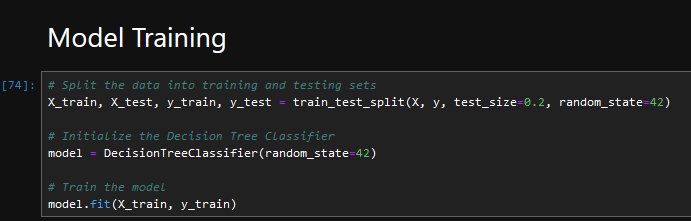 Model Training
[74]:
# Split the data into training and testing sets
X_train, X_test, y_train, y_test = train_test_split(X, y, test_size=0.2, random_state=42)
# Initialize the Decision Tree Classifier
model = DecisionTreeClassifier(random_state=42)
# Train the model
model.fit(X_train, y_train)